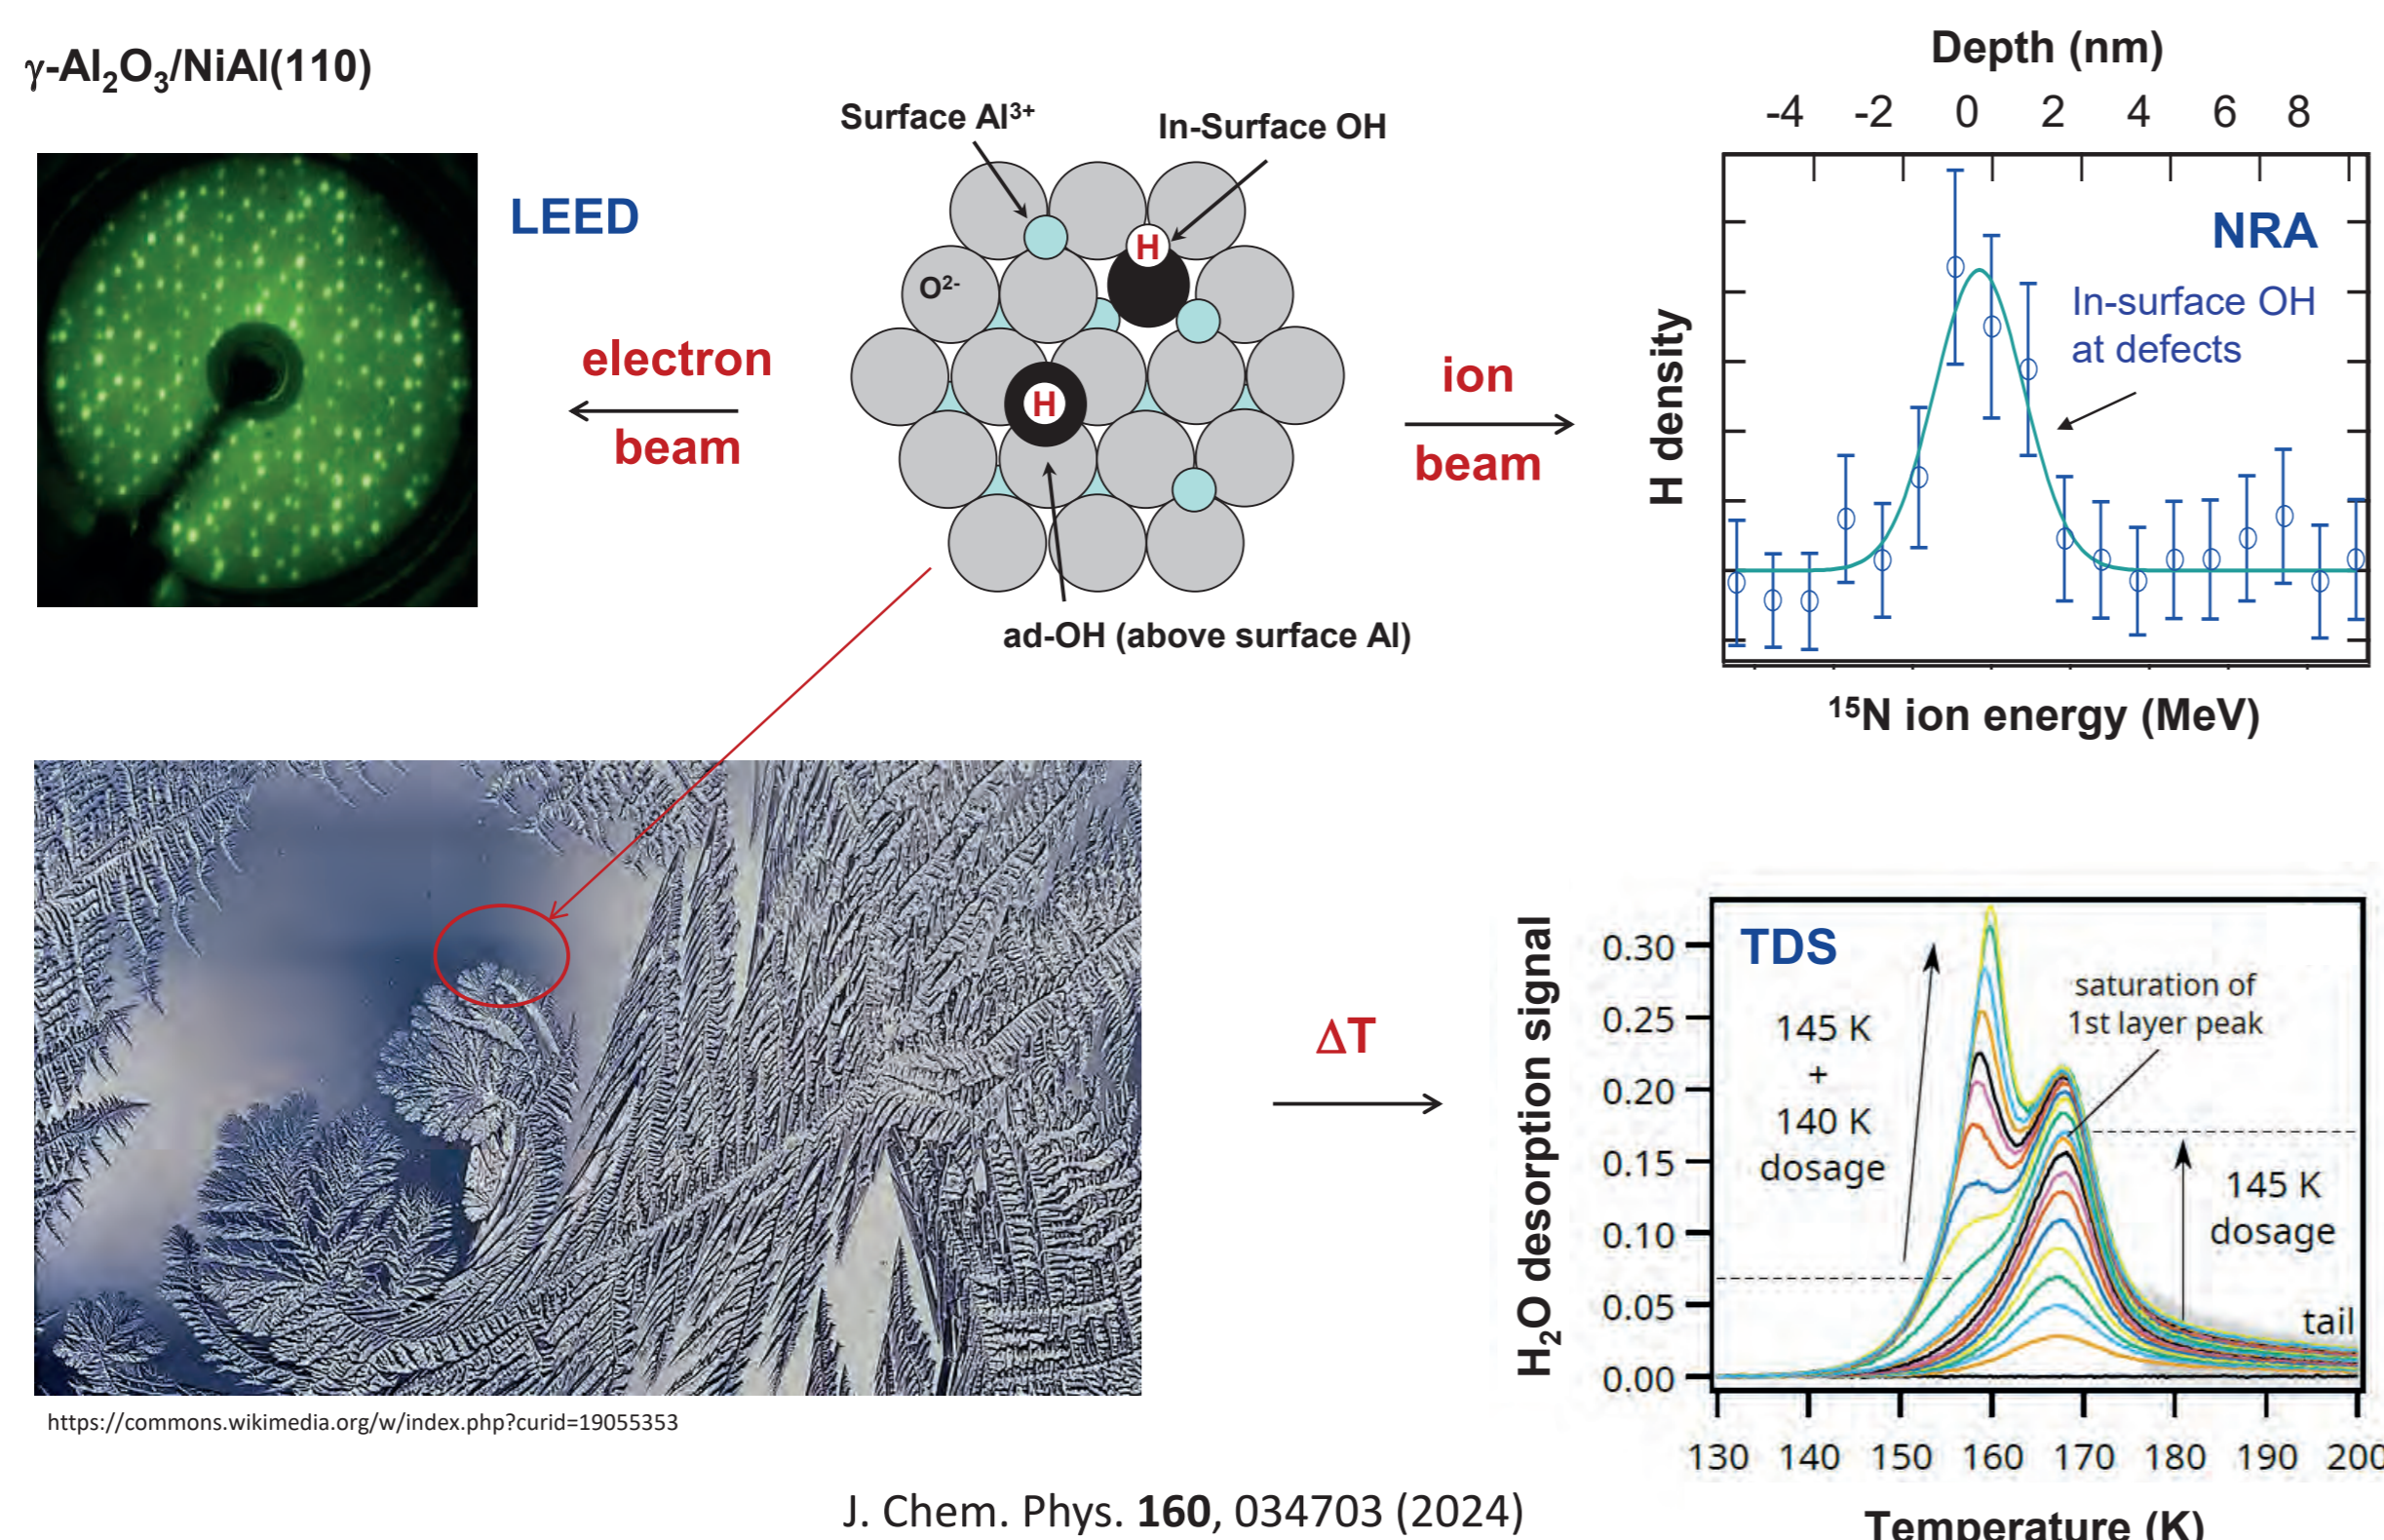 γ-Al₂O₃/NiAl(110)
LEED
electron
beam
Surface Al³⁺
In-Surface OH
H
O²⁻
H
ad-OH (above surface Al)
ion
beam
Depth (nm)
-4 -2 0 2 4 6 8
NRA
In-surface OH
at defects
H density
¹⁵N ion energy (MeV)
https://commons.wikimedia.org/w/index.php?curid=19055353
ΔT
H₂O desorption signal
0.30
0.25
0.20
0.15
0.10
0.05
0.00
TDS
145 K
+
140 K
dosage
saturation of
1st layer peak
145 K
dosage
tail
130 140 150 160 170 180 190 200
Temperature (K)
J. Chem. Phys. 160, 034703 (2024)